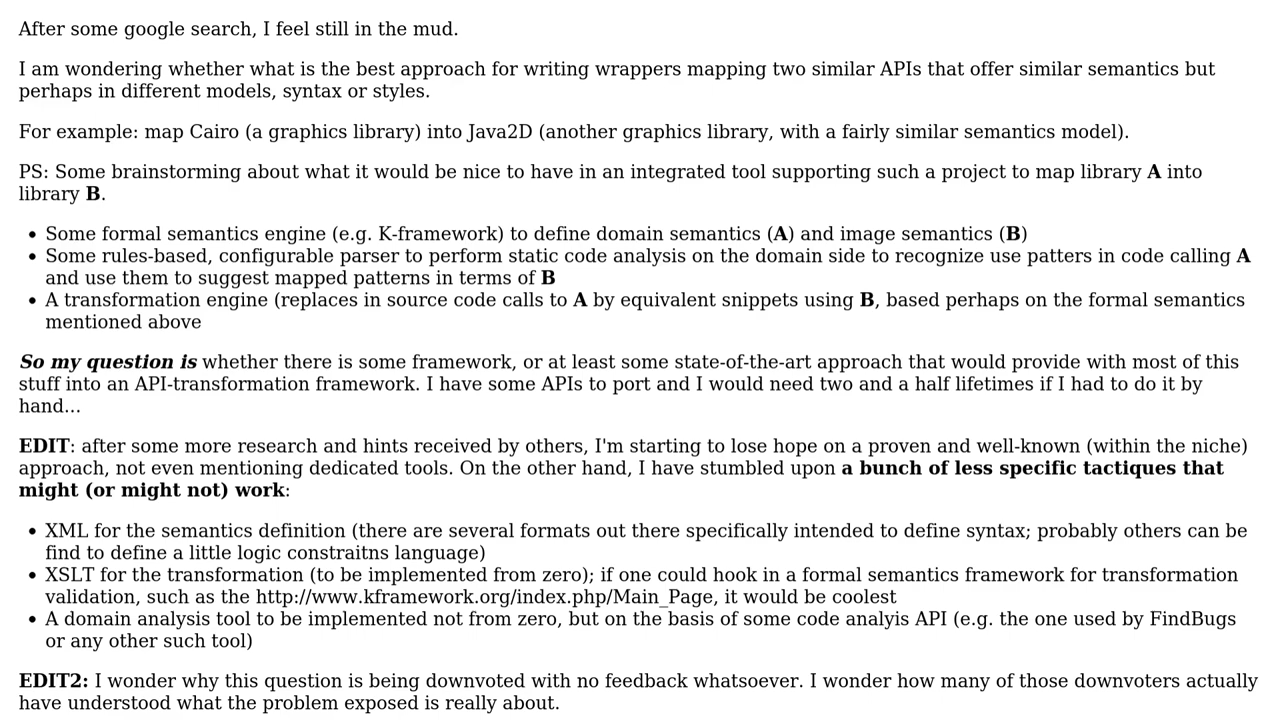 After some google search, I feel still in the mud.
I am wondering whether what is the best approach for writing wrappers mapping two similar APIs that offer similar semantics but
perhaps in different models, syntax or styles.
For example: map Cairo (a graphics library) into Java2D (another graphics library, with a fairly similar semantics model).
PS: Some brainstorming about what it would be nice to have in an integrated tool supporting such a project to map library A into
library B.
• Some formal semantics engine (e.g. K-framework) to define domain semantics (A) and image semantics (B)
• Some rules-based, configurable parser to perform static code analysis on the domain side to recognize use patters in code calling A
and use them to suggest mapped patterns in terms of B
• A transformation engine (replaces in source code calls to A by equivalent snippets using B, based perhaps on the formal semantics
mentioned above
So my question is whether there is some framework, or at least some state-of-the-art approach that would provide with most of this
stuff into an API-transformation framework. I have some APIs to port and I would need two and a half lifetimes if I had to do it by
hand...
EDIT: after some more research and hints received by others, I'm starting to lose hope on a proven and well-known (within the niche)
approach, not even mentioning dedicated tools. On the other hand, I have stumbled upon a bunch of less specific tactiques that
might (or might not) work:
• XML for the semantics definition (there are several formats out there specifically intended to define syntax; probably others can be
find to define a little logic constraitns language)
• XSLT for the transformation (to be implemented from zero); if one could hook in a formal semantics framework for transformation
validation, such as the http://www.kframework.org/index.php/Main_Page, it would be coolest
• A domain analysis tool to be implemented not from zero, but on the basis of some code analyis API (e.g. the one used by FindBugs
or any other such tool)
EDIT2: I wonder why this question is being downvoted with no feedback whatsoever. I wonder how many of those downvoters actually
have understood what the problem exposed is really about.